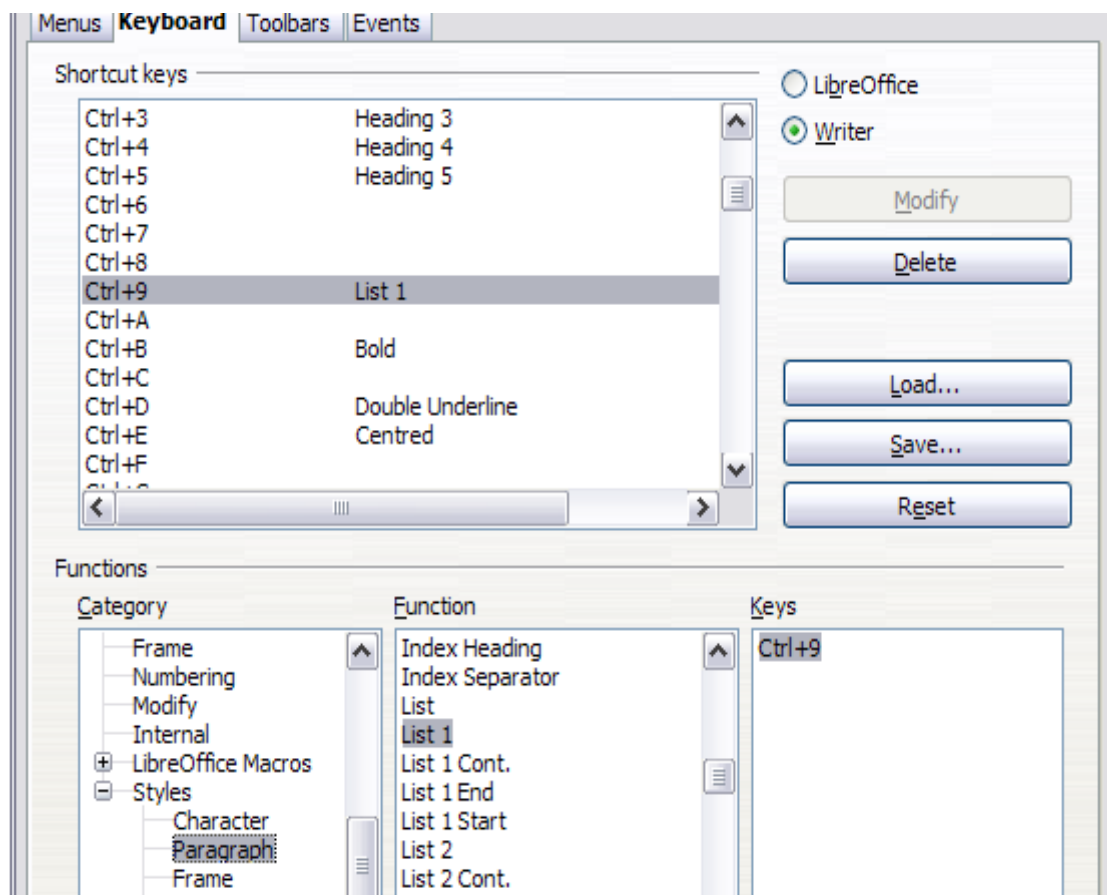 Menus Keyboard Toolbars Events
Shortcut keys
LibreOffice
Writer
Ctrl+3 Heading 3
Ctrl+4 Heading 4
Ctrl+5 Heading 5
Ctrl+6
Ctrl+7
Ctrl+8
Ctrl+9 List 1
Ctrl+A
Ctrl+B Bold
Ctrl+C
Ctrl+D Double Underline
Ctrl+E Centred
Ctrl+F
Modify
Delete
Load...
Save...
Reset
Functions
Category
Frame
Numbering
Modify
Internal
LibreOffice Macros
Styles
Character
Paragraph
Frame
Function
Index Heading
Index Separator
List
List 1
List 1 Cont.
List 1 End
List 1 Start
List 2
List 2 Cont.
Keys
Ctrl+9